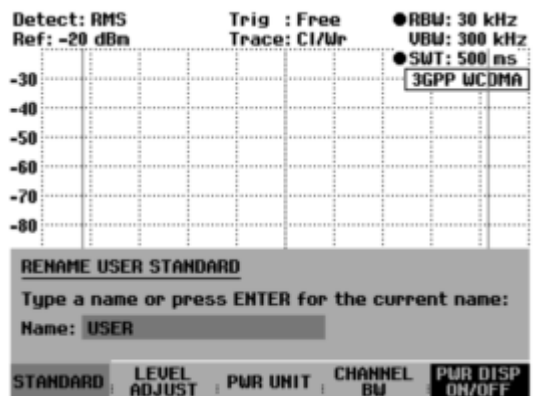 Detect: RMS Trig : Free ●RBW: 30 kHz
Ref: -20 dBm Trace: Cl/Wr VBW: 300 kHz
●SWT: 500 ms
3GPP WCDMA
-30
-40
-50
-60
-70
-80
RENAME USER STANDARD
Type a name or press ENTER for the current name:
Name: USER
STANDARD LEVEL ADJUST PWR UNIT CHANNEL BW PWR DISP ON/OFF